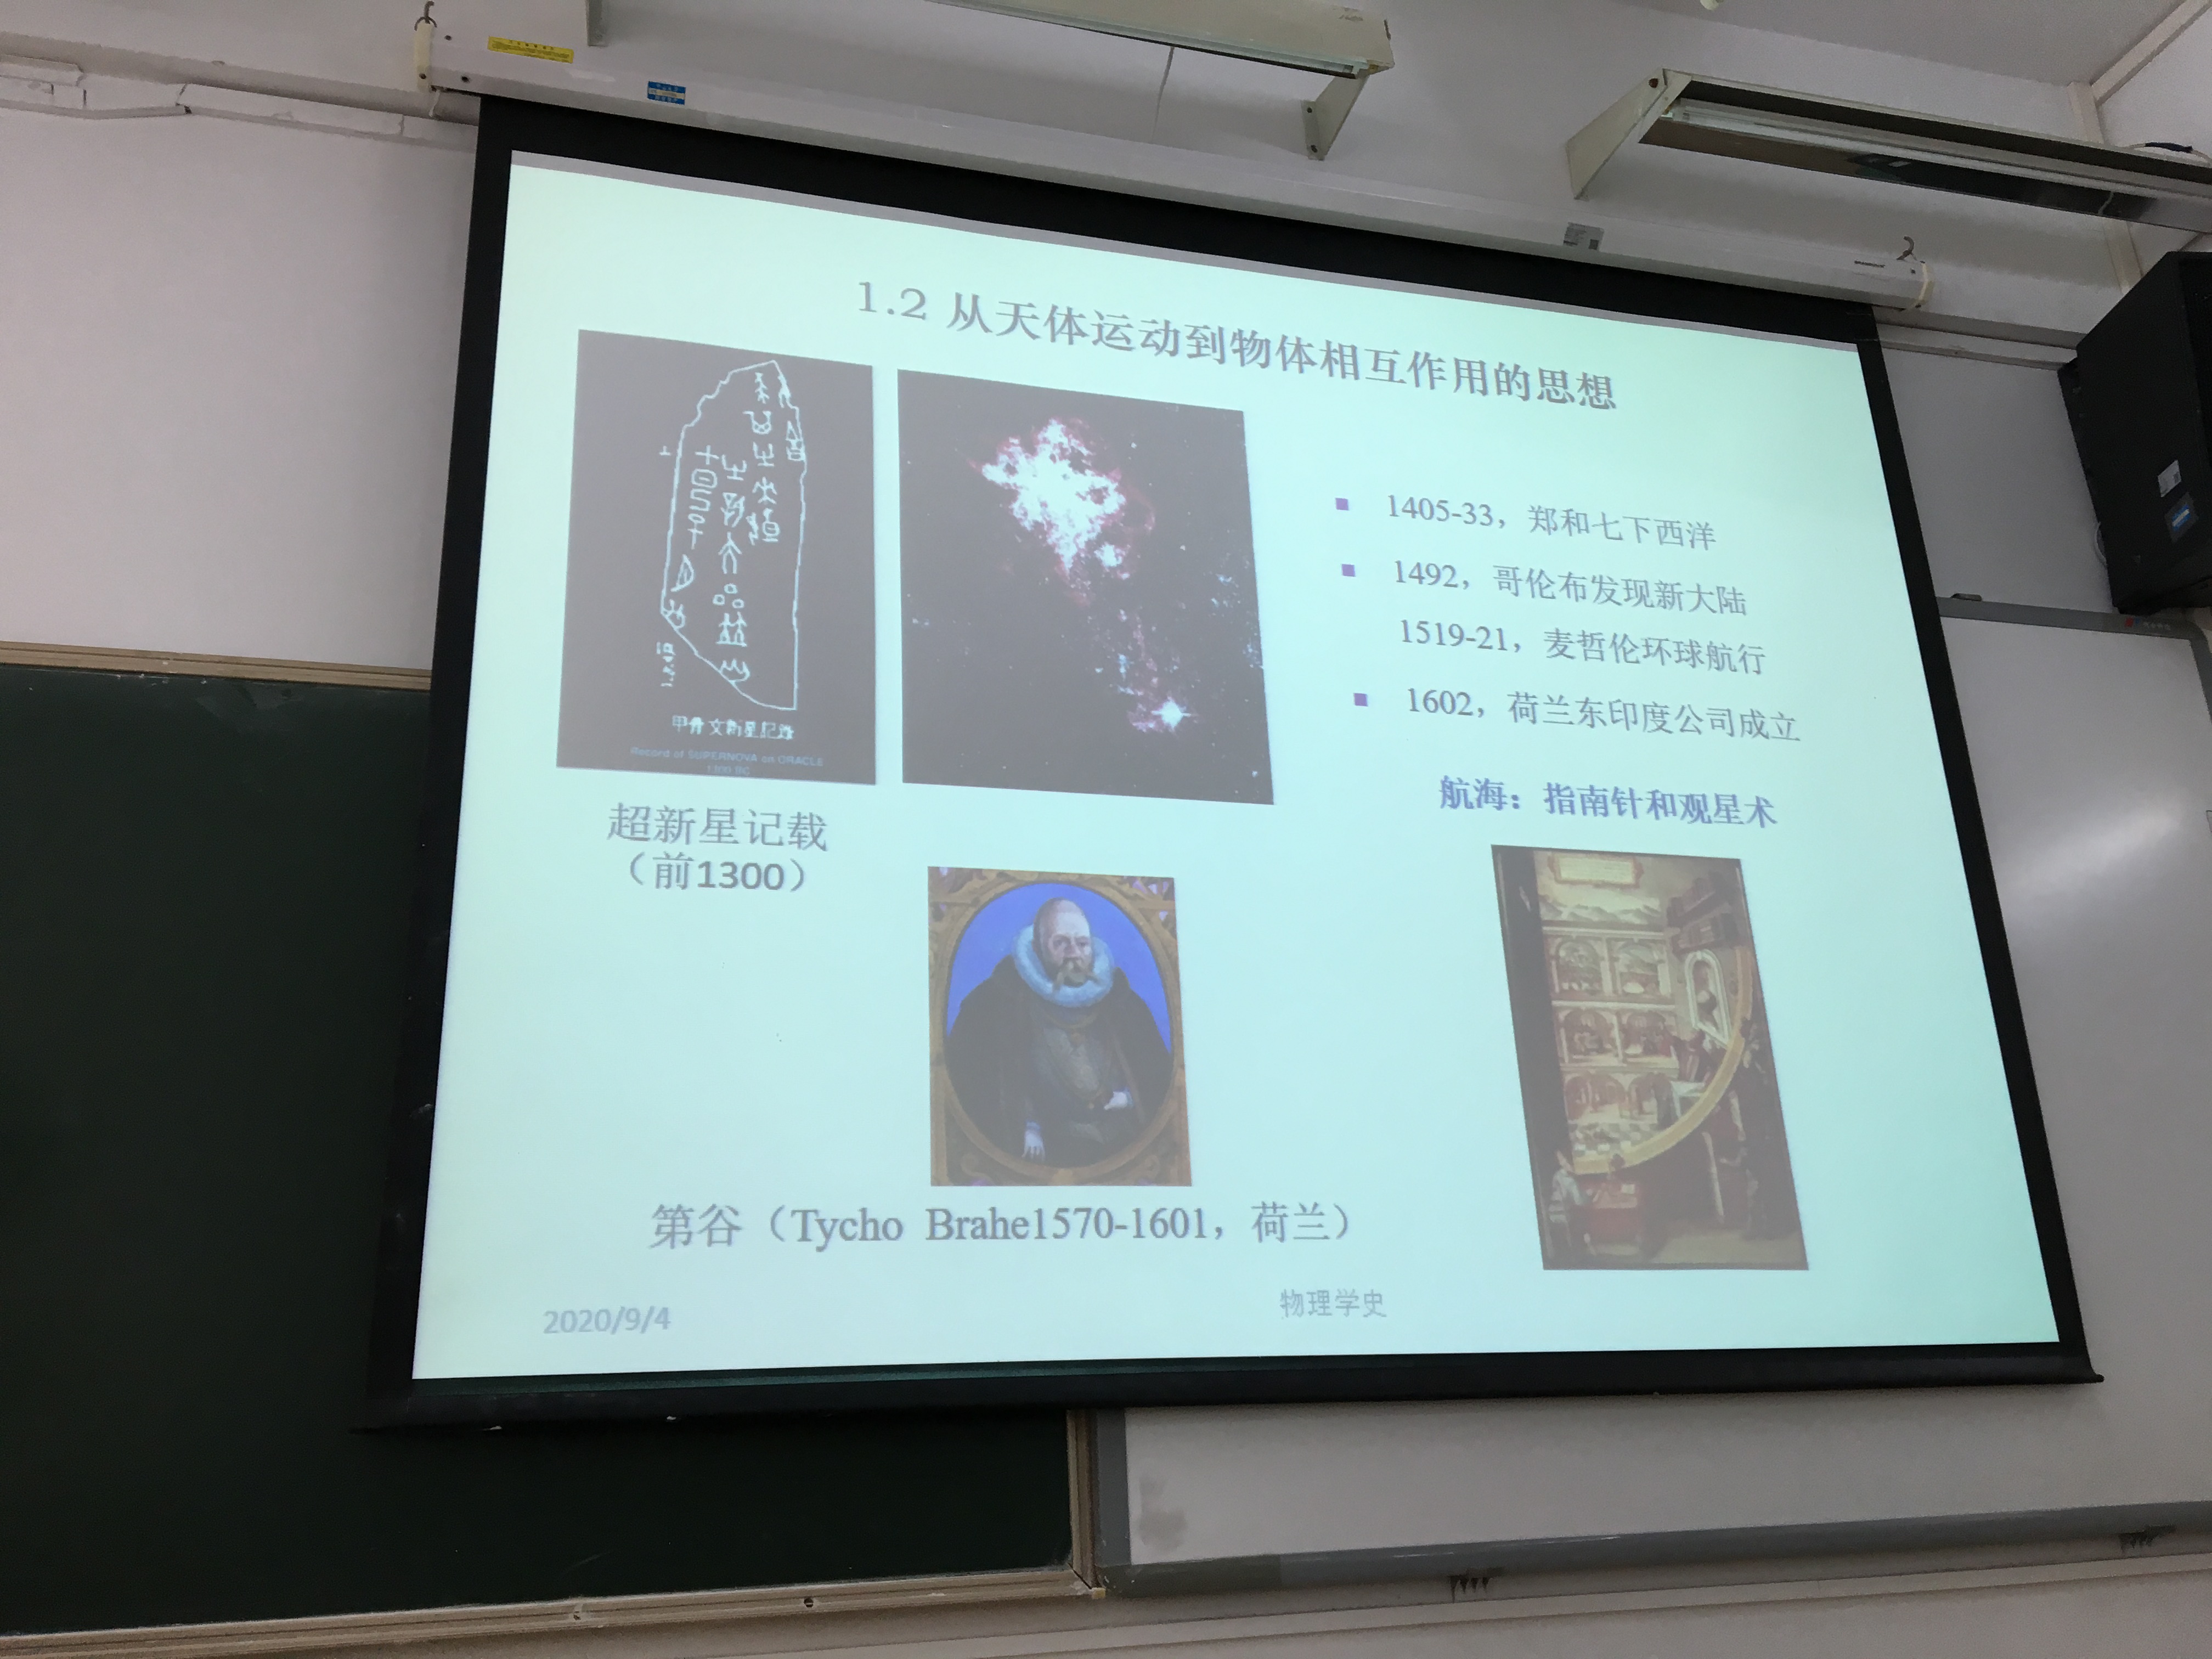 1.2 从天体运动到物体相互作用的思想
甲骨文新星記錄
Record of SUPERNOVA on ORACLE
超新星记载
（前1300）
1405-33，郑和七下西洋
1492，哥伦布发现新大陆
1519-21，麦哲伦环球航行
1602，荷兰东印度公司成立
航海：指南针和观星术
第谷（Tycho Brahe1570-1601，荷兰）
2020/9/4
物理学史